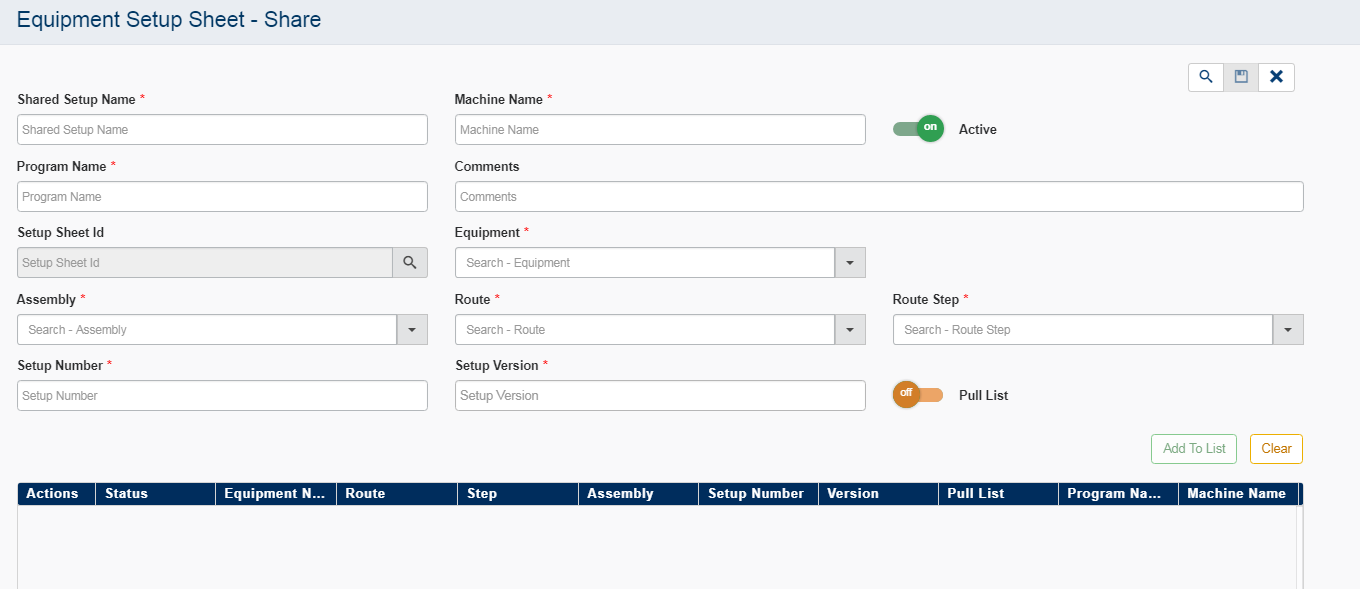 Equipment Setup Sheet - Share
Shared Setup Name *
Machine Name *
Shared Setup Name
Machine Name
on
Active
Program Name *
Comments
Program Name
Comments
Setup Sheet Id
Equipment *
Setup Sheet Id
Search - Equipment
Assembly *
Route *
Route Step *
Search - Assembly
Search - Route
Search - Route Step
Setup Number *
Setup Version *
Setup Number
Setup Version
off
Pull List
Add To List
Clear
Actions Status Equipment N... Route Step Assembly Setup Number Version Pull List Program Na... Machine Name